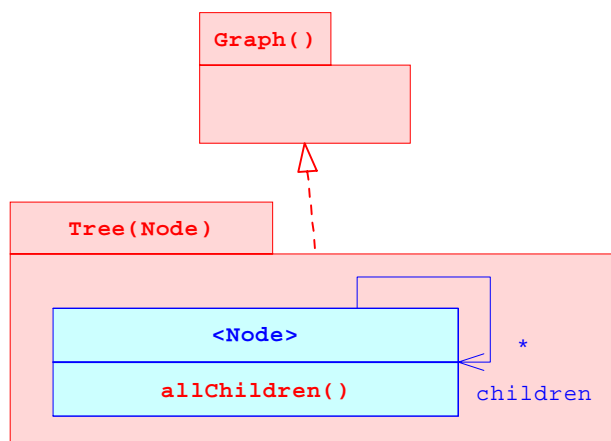 Graph()
Tree(Node)
<Node>
*
allChildren()
children